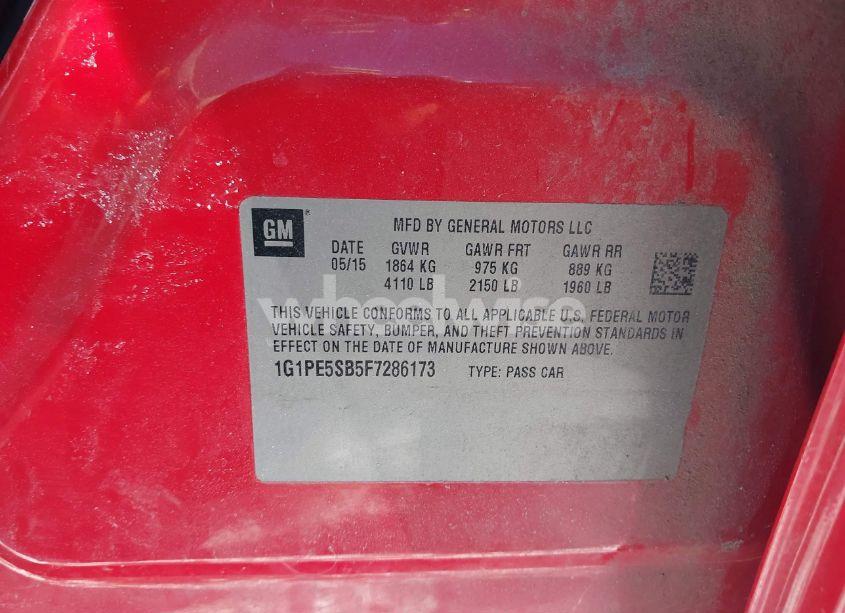 GM
MFD BY GENERAL MOTORS LLC
DATE GVWR GAWR FRT GAWR RR
05/15 1864 KG 975 KG 889 KG
4110 LB 2150 LB 1960 LB
wheelwise
THIS VEHICLE CONFORMS TO ALL APPLICABLE U.S. FEDERAL MOTOR
VEHICLE SAFETY, BUMPER, AND THEFT PREVENTION STANDARDS IN
EFFECT ON THE DATE OF MANUFACTURE SHOWN ABOVE.
1G1PE5SB5F7286173 TYPE: PASS CAR